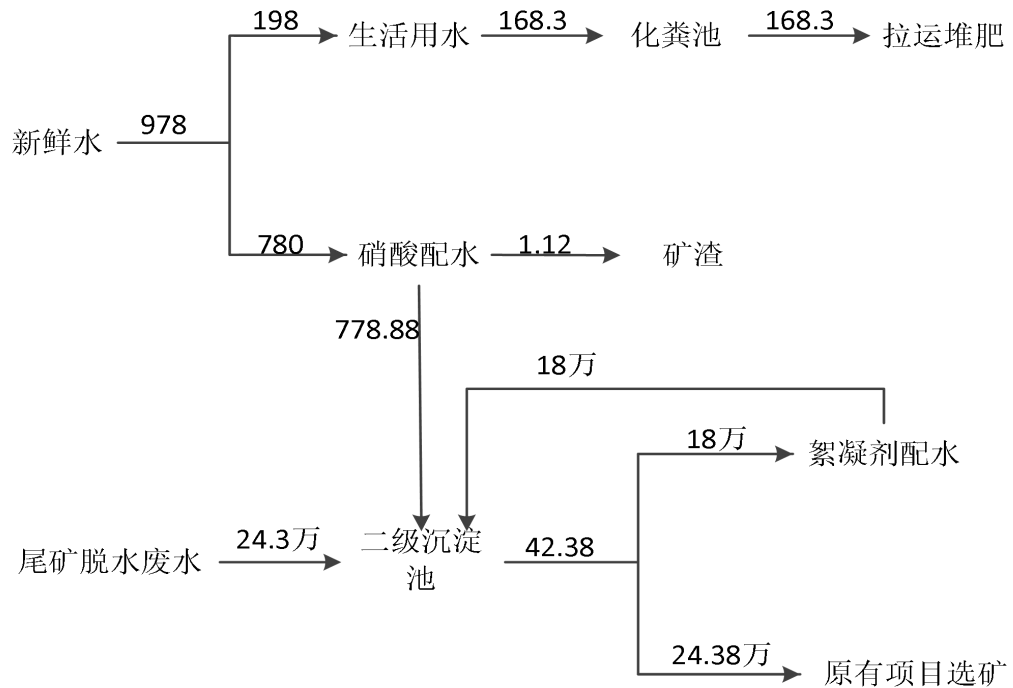 198
生活用水
168.3
化粪池
168.3
拉运堆肥
新鲜水
978
780
硝酸配水
1.12
矿渣
778.88
18万
18万
絮凝剂配水
尾矿脱水废水
24.3万
二级沉淀
池
42.38
24.38万
原有项目选矿